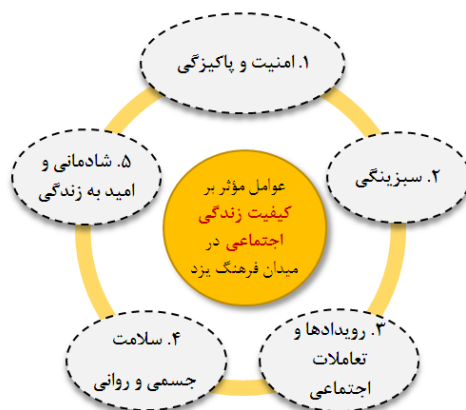 ۱. امنیت و پاکیزگی
۲. سبزینگی
۳. رویدادها و
تعاملات
اجتماعی
۴. سلامت
جسمی و روانی
۵. شادمانی و
امید به زندگی
عوامل مؤثر بر
کیفیت زندگی
اجتماعی در
میدان فرهنگ یزد